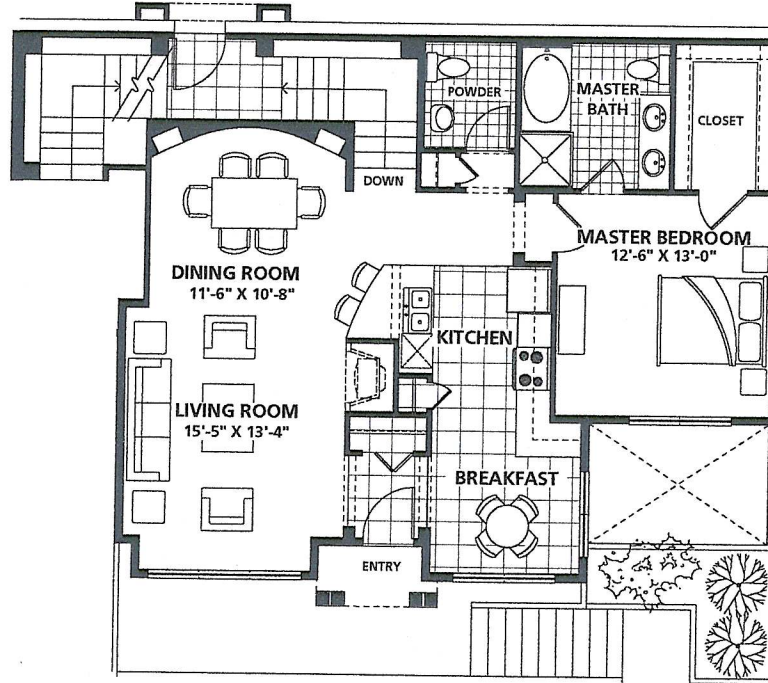 POWDER
MASTER
BATH
CLOSET
DOWN
MASTER BEDROOM
12'-6" X 13'-0"
DINING ROOM
11'-6" X 10'-8"
KITCHEN
LIVING ROOM
15'-5" X 13'-4"
BREAKFAST
ENTRY